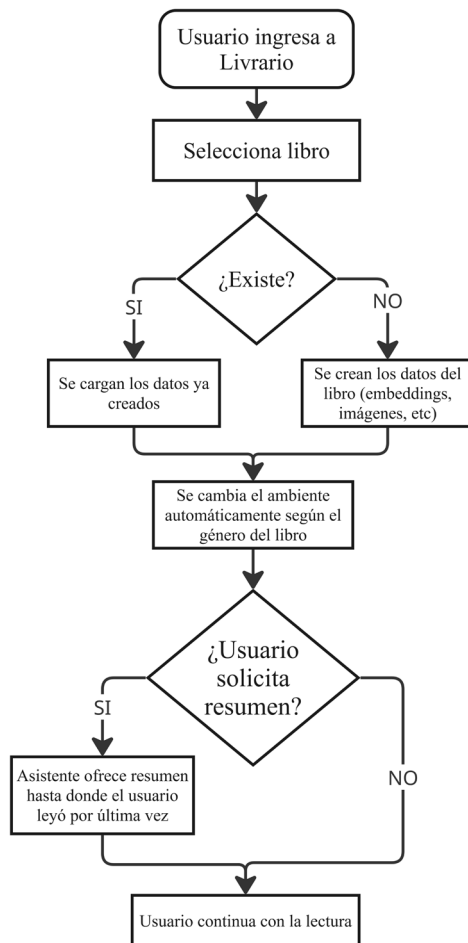 Usuario ingresa a
Livrario
Selecciona libro
¿Existe?
SI
NO
Se cargan los datos ya
creados
Se crean los datos del
libro (embeddings,
imágenes, etc)
Se cambia el ambiente
automáticamente según el
género del libro
¿Usuario
solicita
resumen?
SI
NO
Asistente ofrece resumen
hasta donde el usuario
leyó por última vez
Usuario continua con la lectura